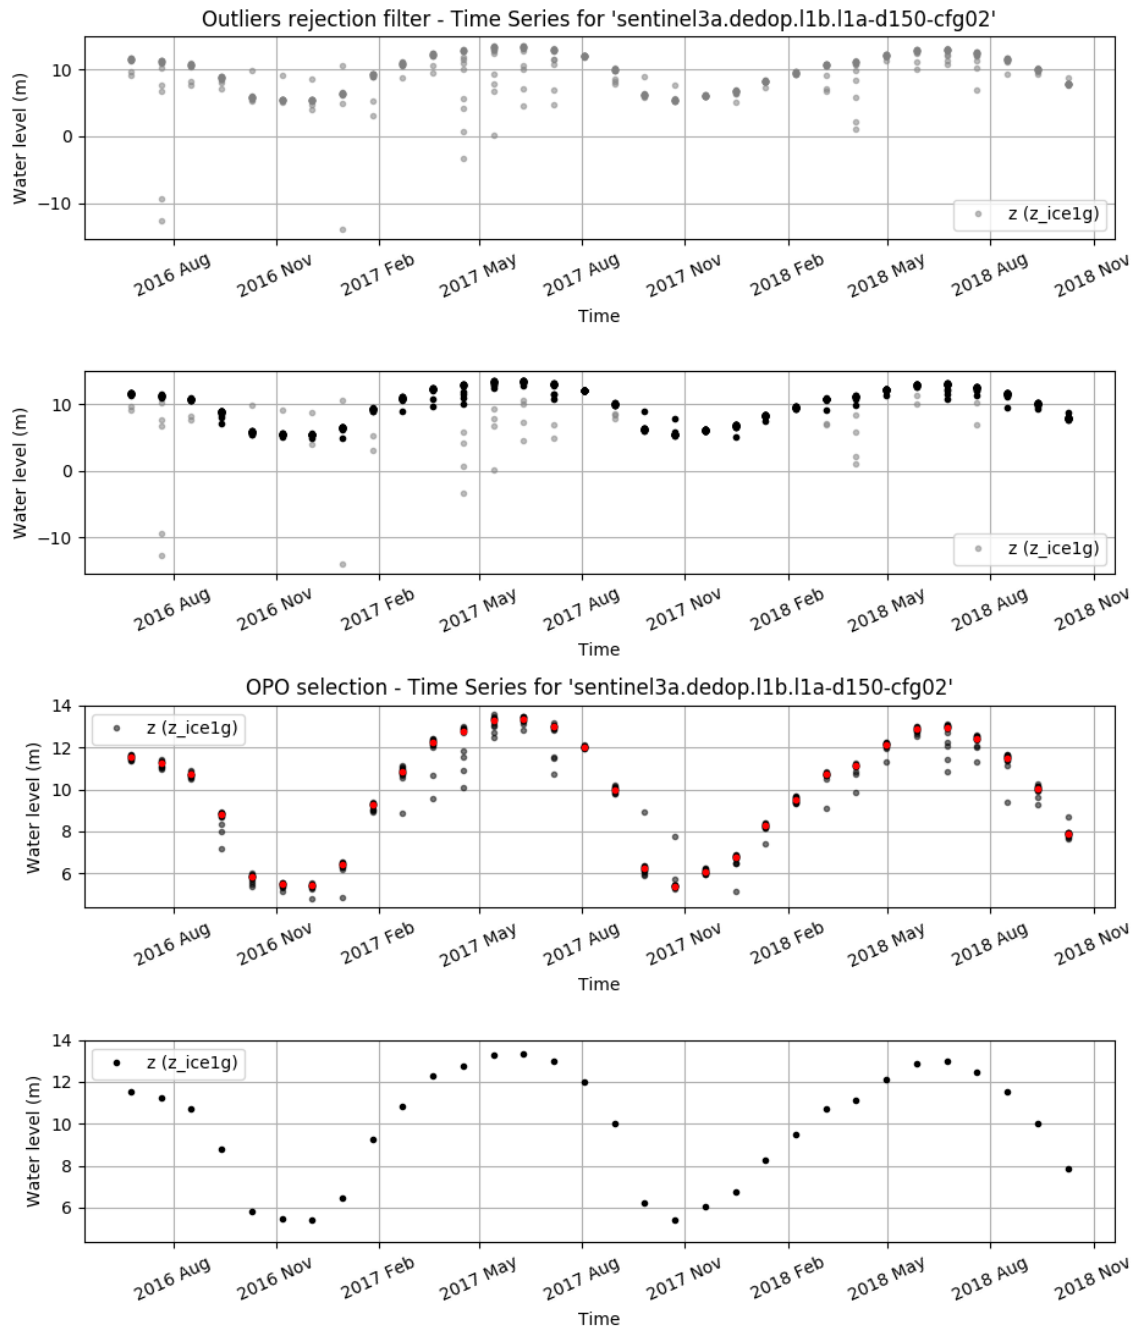 Outliers rejection filter - Time Series for 'sentinel3a.dedop.l1b.l1a-d150-cfg02'
10
0
−10
Water level (m)
z (z_ice1g)
2016 Aug 2016 Nov 2017 Feb 2017 May 2017 Aug 2017 Nov 2018 Feb 2018 May 2018 Aug 2018 Nov
Time
10
0
−10
Water level (m)
z (z_ice1g)
2016 Aug 2016 Nov 2017 Feb 2017 May 2017 Aug 2017 Nov 2018 Feb 2018 May 2018 Aug 2018 Nov
Time
OPO selection - Time Series for 'sentinel3a.dedop.l1b.l1a-d150-cfg02'
14
12
10
8
6
Water level (m)
z (z_ice1g)
2016 Aug 2016 Nov 2017 Feb 2017 May 2017 Aug 2017 Nov 2018 Feb 2018 May 2018 Aug 2018 Nov
Time
14
12
10
8
6
Water level (m)
z (z_ice1g)
2016 Aug 2016 Nov 2017 Feb 2017 May 2017 Aug 2017 Nov 2018 Feb 2018 May 2018 Aug 2018 Nov
Time